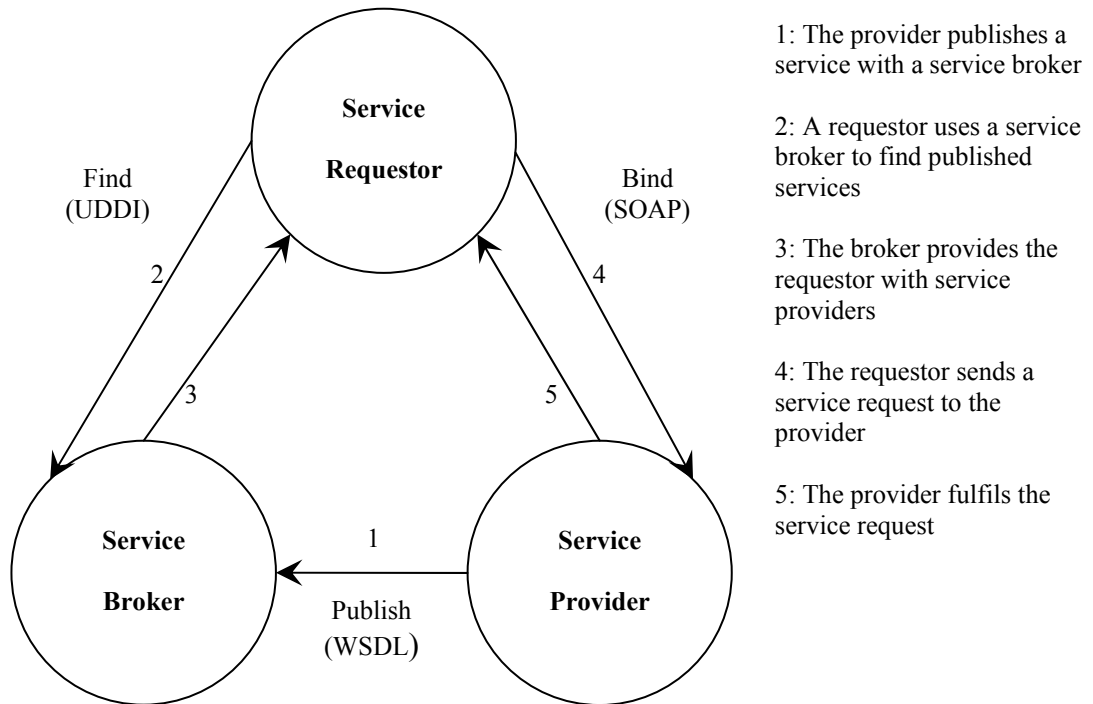 Service
Requestor
Find
(UDDI)
Bind
(SOAP)
2
4
3
5
Service
Broker
1
Publish
(WSDL)
Service
Provider
1: The provider publishes a
service with a service broker
2: A requestor uses a service
broker to find published
services
3: The broker provides the
requestor with service
providers
4: The requestor sends a
service request to the
provider
5: The provider fulfils the
service request